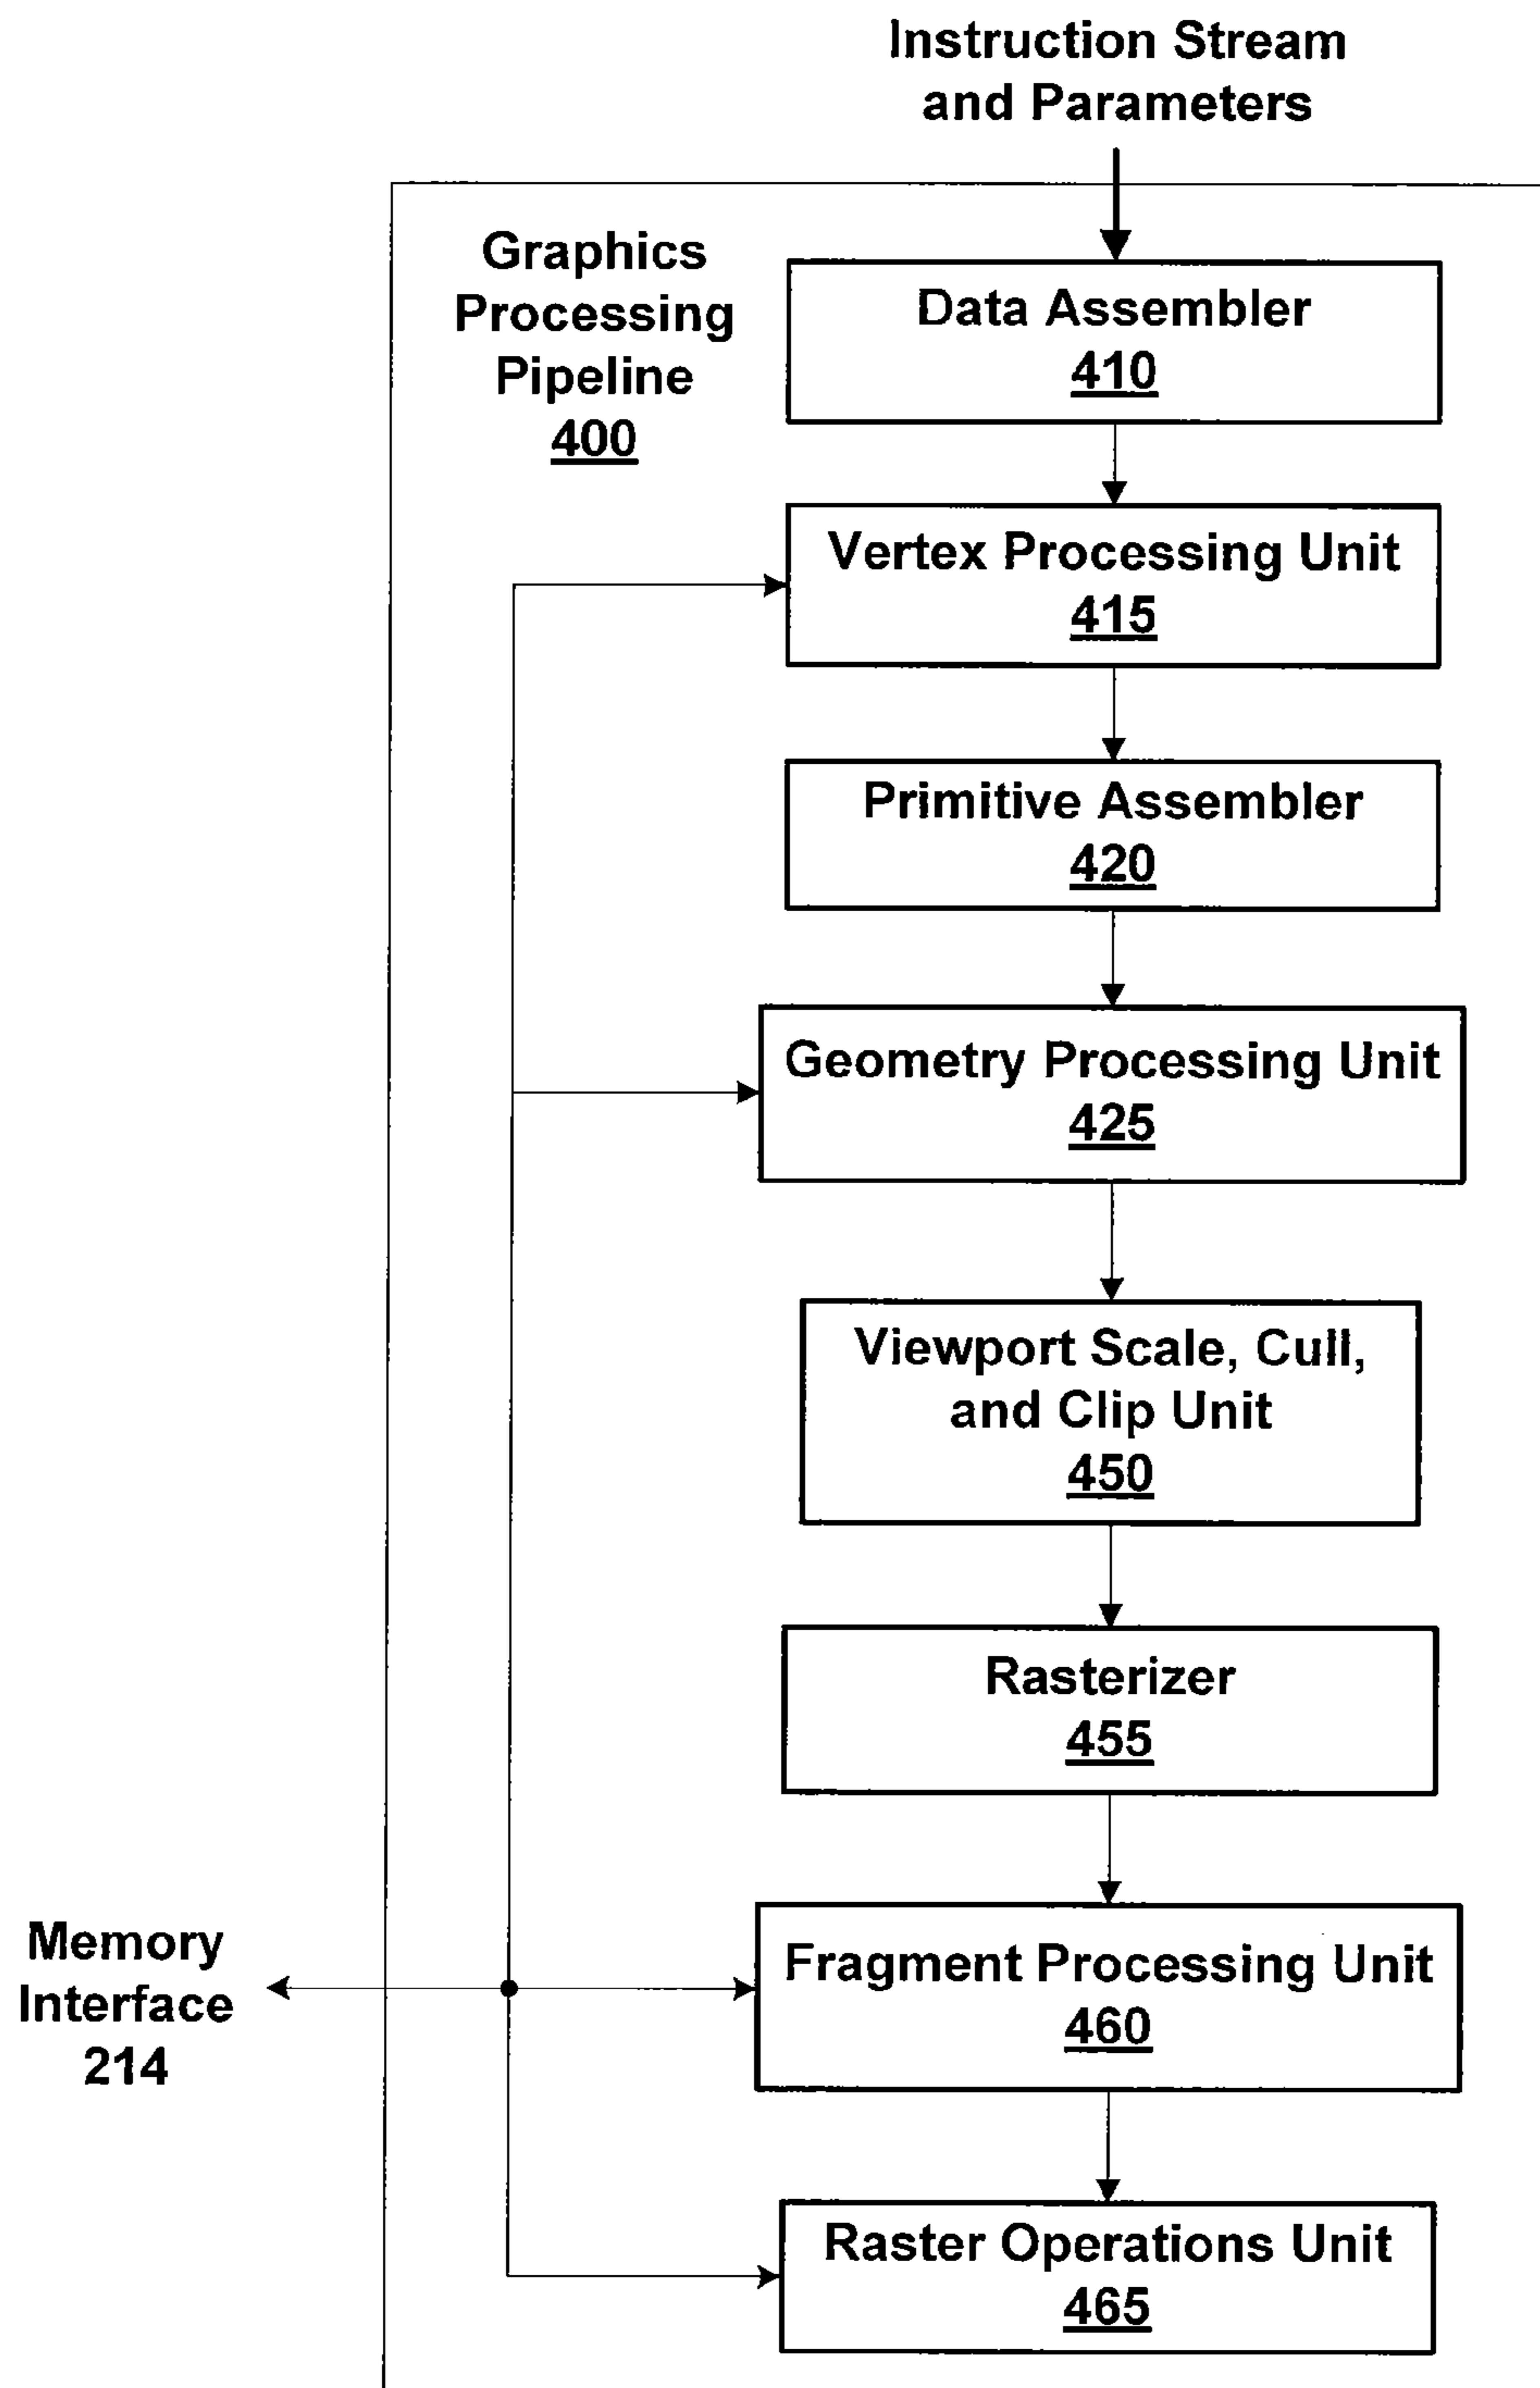 Instruction Stream
and Parameters
Graphics
Processing
Pipeline
400
Data Assembler
410
Vertex Processing Unit
415
Primitive Assembler
420
Geometry Processing Unit
425
Viewport Scale, Cull,
and Clip Unit
450
Rasterizer
455
Memory
Interface
214
Fragment Processing Unit
460
Raster Operations Unit
465